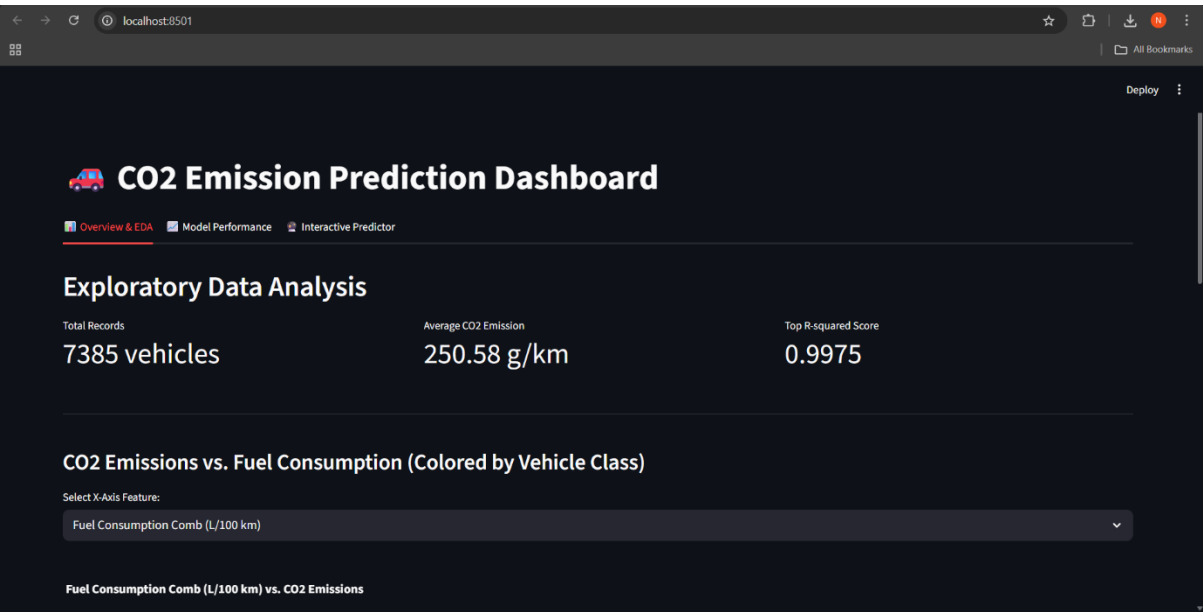 localhost:8501
N
All Bookmarks
Deploy
CO2 Emission Prediction Dashboard
Overview & EDA Model Performance Interactive Predictor
Exploratory Data Analysis
Total Records Average CO2 Emission Top R-squared Score
7385 vehicles 250.58 g/km 0.9975
CO2 Emissions vs. Fuel Consumption (Colored by Vehicle Class)
Select X-Axis Feature:
Fuel Consumption Comb (L/100 km)
Fuel Consumption Comb (L/100 km) vs. CO2 Emissions